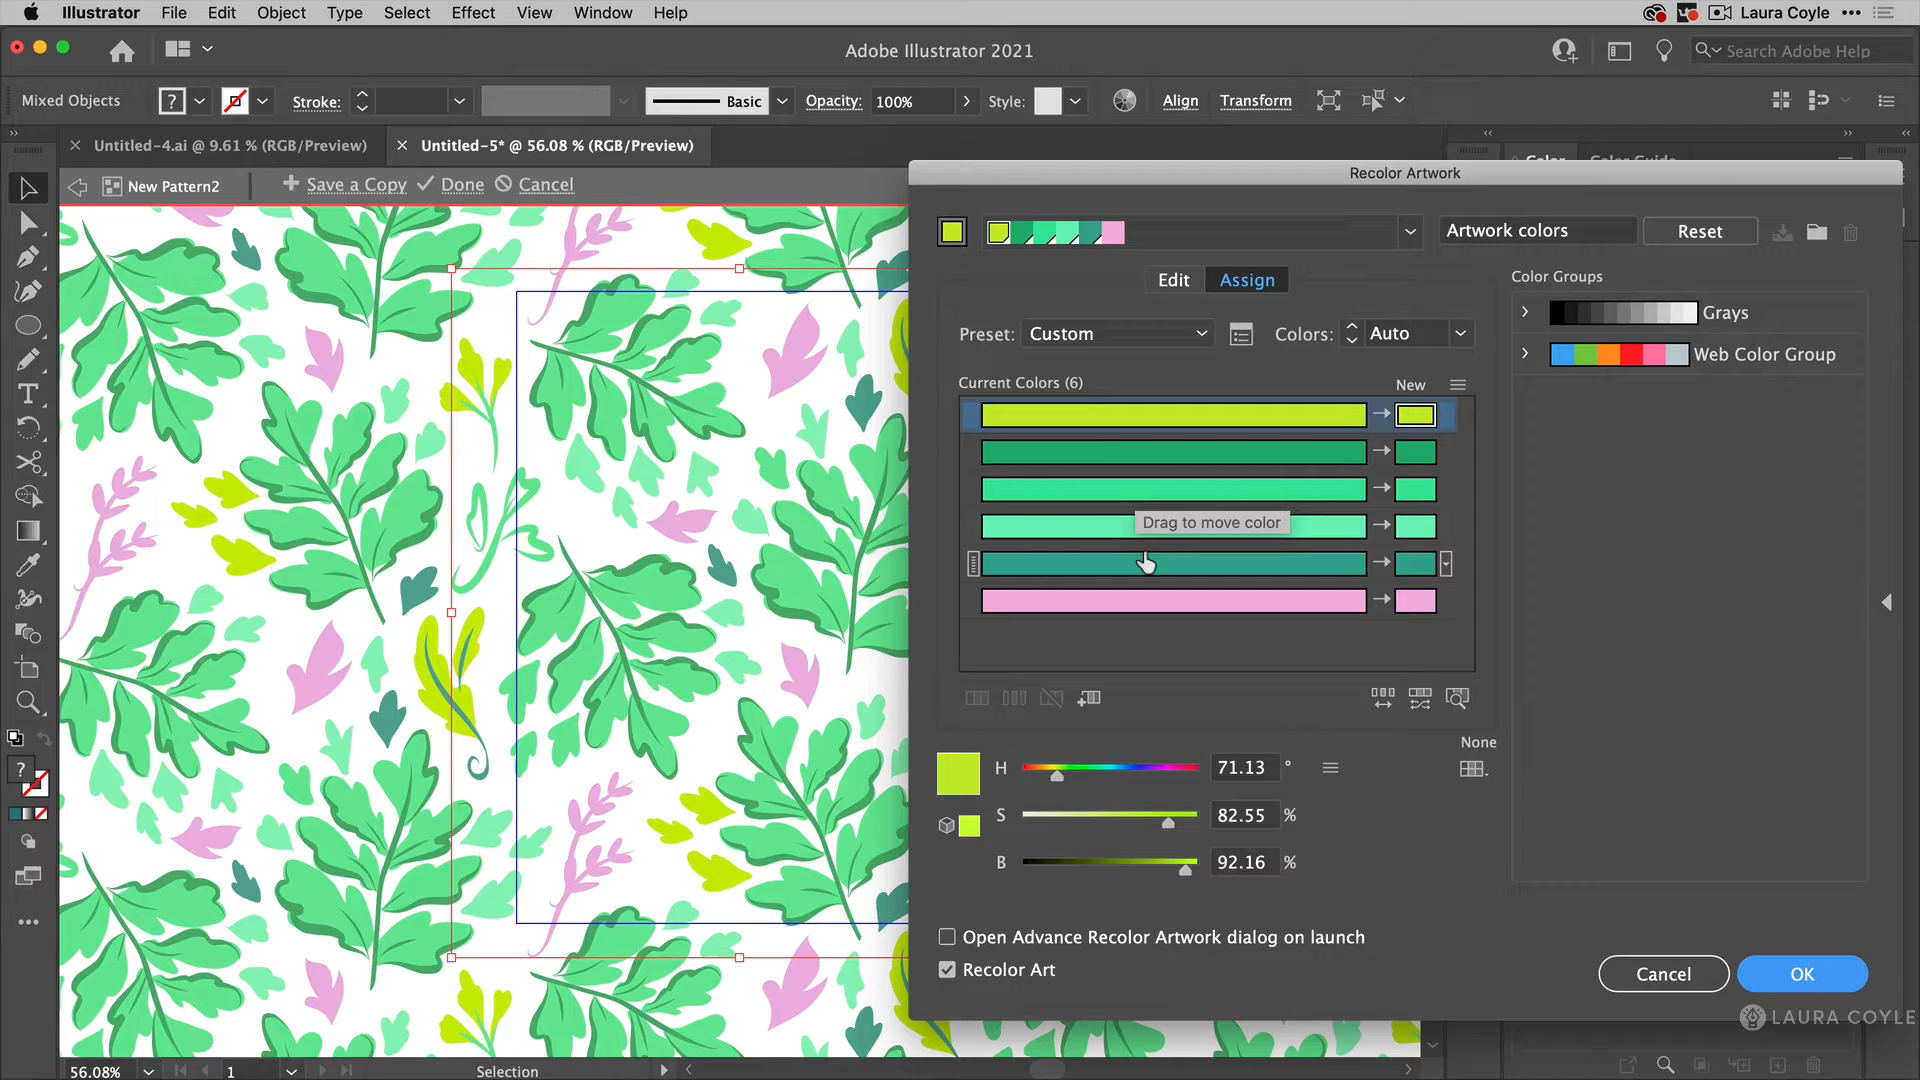 Illustrator File Edit Object Type Select Effect View Window Help Laura Coyle
Adobe Illustrator 2021 Search Adobe Help
Mixed Objects ? Stroke: Basic Opacity: 100% Style: Align Transform
Untitled-4.ai @ 9.61 % (RGB/Preview) Untitled-5* @ 56.08 % (RGB/Preview)
New Pattern2 Save a Copy Done Cancel
Color Color Guide
Recolor Artwork
Artwork colors Reset
Edit Assign
Color Groups
Grays
Web Color Group
Preset: Custom Colors: Auto
Current Colors (6) New
Drag to move color
None
H 71.13 °
S 82.55 %
B 92.16 %
Open Advance Recolor Artwork dialog on launch
Recolor Art
Cancel OK
LAURA COYLE
T
?
56.08% 1 Selection